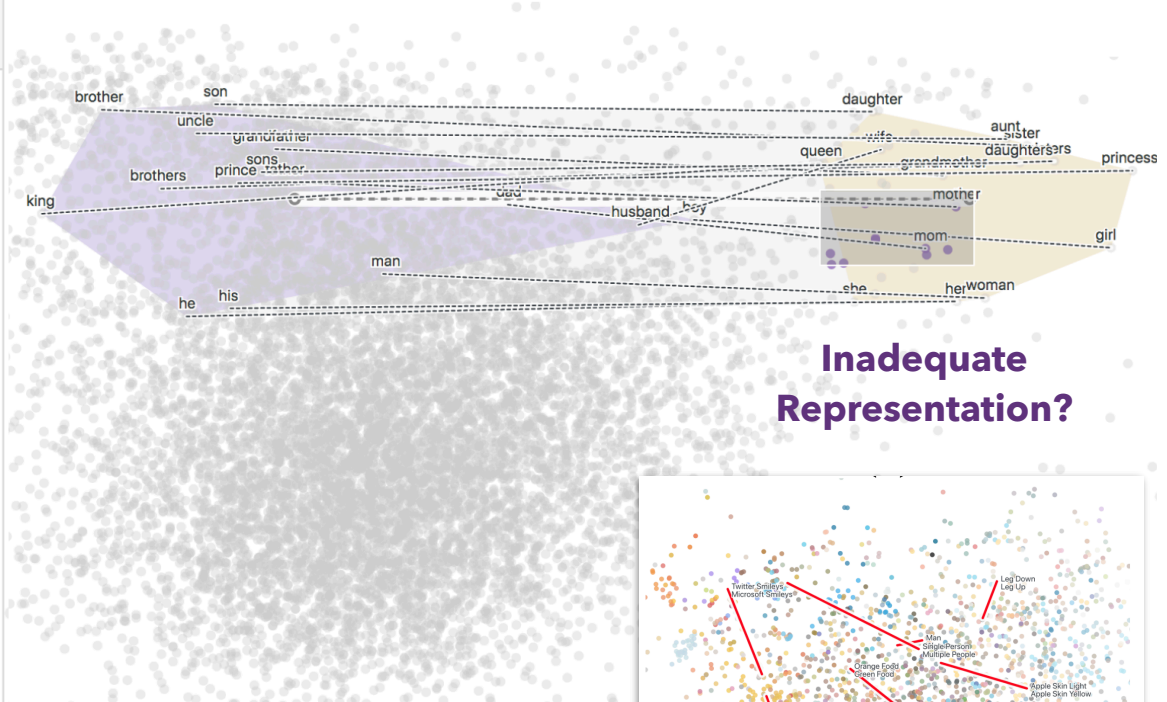 brother
son
daughter
uncle
aunt
sister
grandfather
wife
queen
daughters
sons
grandmother
princess
brothers
prince
father
dad
mother
king
husband
boy
mom
girl
man
she
her
woman
he
his
Inadequate
Representation?
Leg Down
Leg Up
Twitter Smileys
Microsoft Smileys
Man
Single Person
Multiple People
Orange Food
Green Food
Apple Skin Light
Apple Skin Yellow